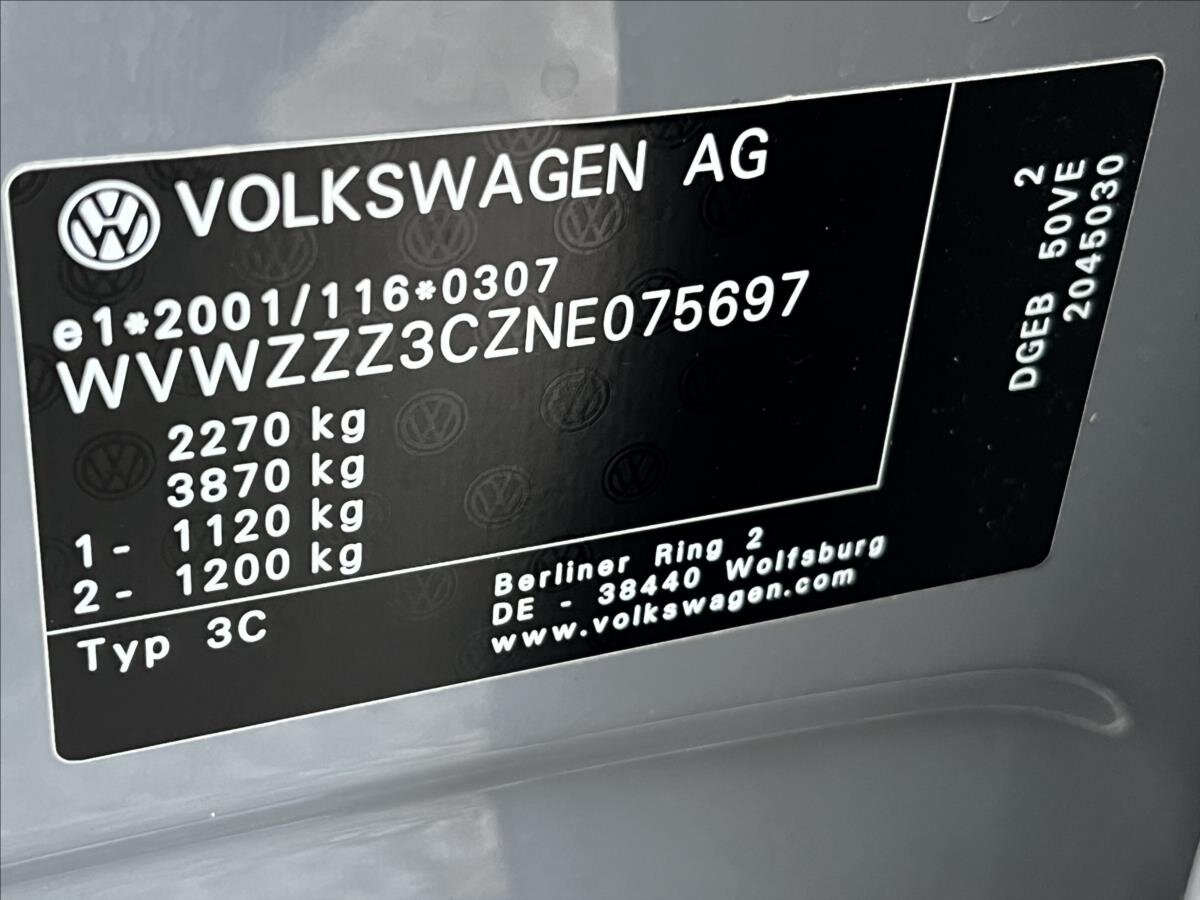 VOLKSWAGEN AG
e1*2001/116*0307
WVWZZZ3CZNE075697
2270 kg
3870 kg
1- 1120 kg
2- 1200 kg
Typ 3C
Berliner Ring 2
DE - 38440 Wolfsburg
www.volkswagen.com
2
DGEB 50VE
2045030